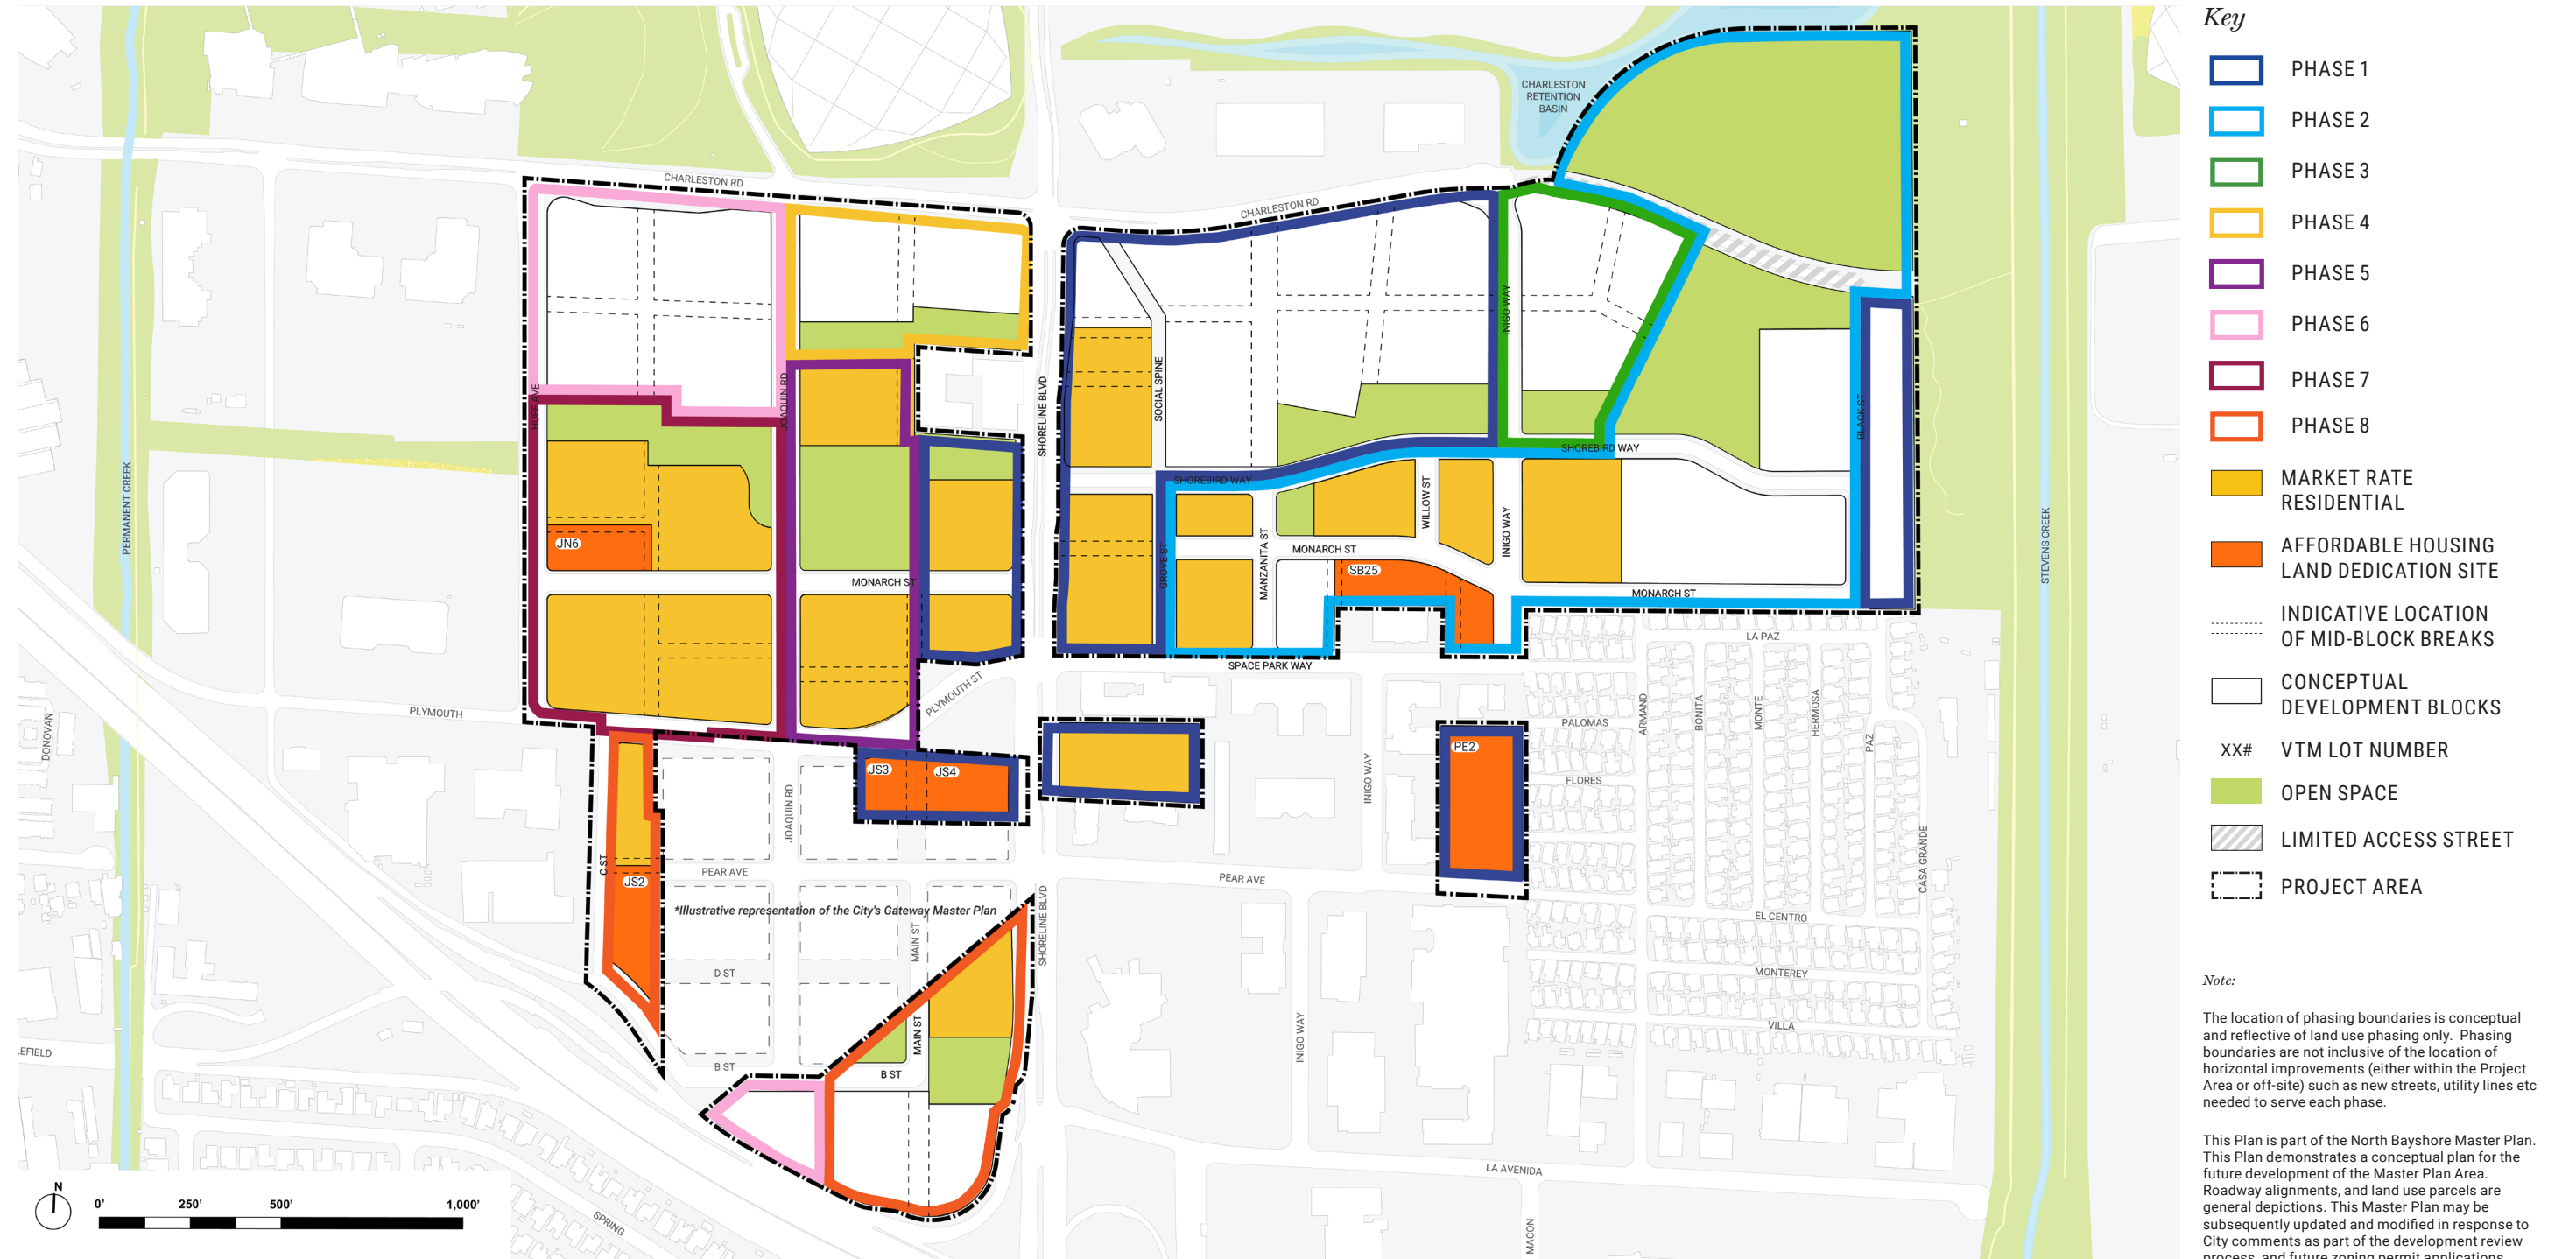 Key
PHASE 1
PHASE 2
PHASE 3
PHASE 4
PHASE 5
PHASE 6
PHASE 7
PHASE 8
MARKET RATE
RESIDENTIAL
AFFORDABLE HOUSING
LAND DEDICATION SITE
INDICATIVE LOCATION
OF MID-BLOCK BREAKS
CONCEPTUAL
DEVELOPMENT BLOCKS
XX# VTM LOT NUMBER
OPEN SPACE
LIMITED ACCESS STREET
PROJECT AREA
Note:
The location of phasing boundaries is conceptual
and reflective of land use phasing only. Phasing
boundaries are not inclusive of the location of
horizontal improvements (either within the Project
Area or off-site) such as new streets, utility lines etc
needed to serve each phase.
This Plan is part of the North Bayshore Master Plan.
This Plan demonstrates a conceptual plan for the
future development of the Master Plan Area.
Roadway alignments, and land use parcels are
general depictions. This Master Plan may be
subsequently updated and modified in response to
City comments as part of the development review
process, and future zoning permit applications
CHARLESTON
RETENTION
BASIN
CHARLESTON RD
CHARLESTON RD
HUFF AVE
JOAQUIN RD
SHORELINE BLVD
SOCIAL SPINE
INIGO WAY
BLACK ST
PERMANENT CREEK
STEVENS CREEK
SHOREBIRD WAY
SHOREBIRD WAY
GROVE ST
MANZANITA ST
WILLOW ST
INIGO WAY
MONARCH ST
MONARCH ST
MONARCH ST
JN6
SB25
SPACE PARK WAY
LA PAZ
PLYMOUTH
PLYMOUTH ST
DONOVAN
PALOMAS
ARMAND
BONITA
MONTE
HERMOSA
PAZ
FLORES
JS3
JS4
PE2
JOAQUIN RD
INIGO WAY
C ST
JS2
PEAR AVE
PEAR AVE
CASA GRANDE
*Illustrative representation of the City's Gateway Master Plan
SHORELINE BLVD
MAIN ST
EL CENTRO
D ST
MONTEREY
MAIN ST
VILLA
INIGO WAY
LEFIELD
B ST
B ST
LA AVENIDA
MACON
SPRING
N
0' 250' 500' 1,000'